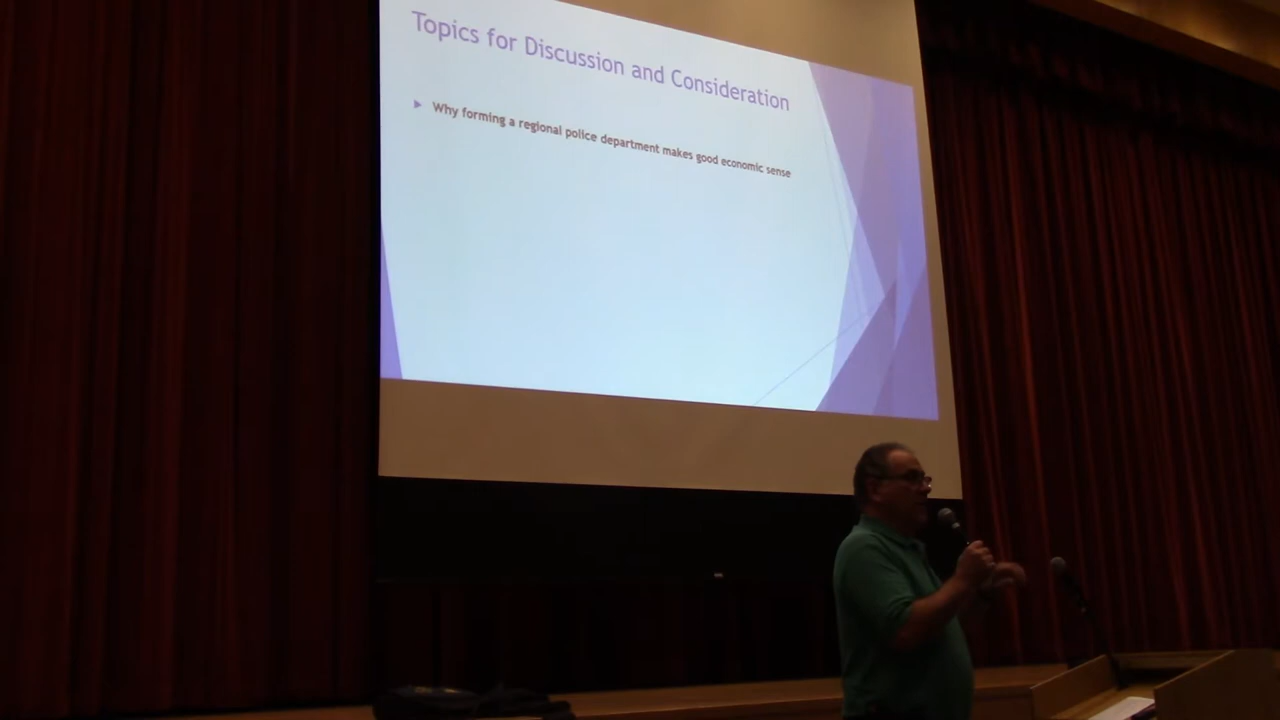 Topics for Discussion and Consideration
Why forming a regional police department makes good economic sense